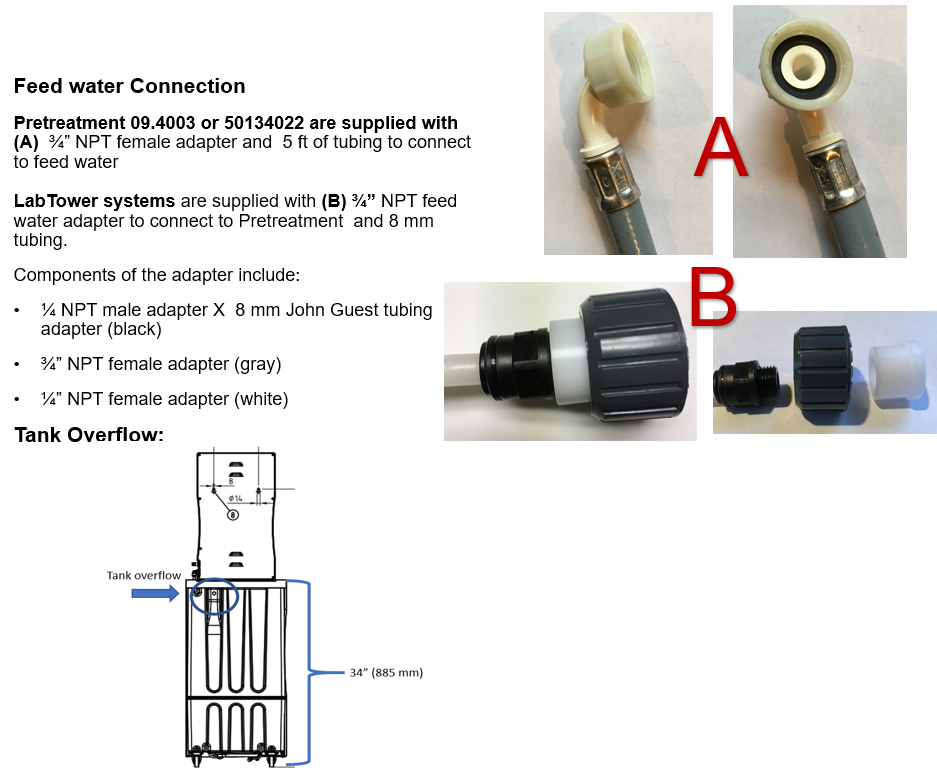 Feed water Connection
Pretreatment 09.4003 or 50134022 are supplied with
(A) ¾” NPT female adapter and 5 ft of tubing to connect
to feed water
LabTower systems are supplied with (B) ¾” NPT feed
water adapter to connect to Pretreatment and 8 mm
tubing.
Components of the adapter include:
• ¼ NPT male adapter X 8 mm John Guest tubing
adapter (black)
• ¾” NPT female adapter (gray)
• ¼” NPT female adapter (white)
A
B
Tank Overflow:
8
Ø14
8
Tank overflow
34” (885 mm)